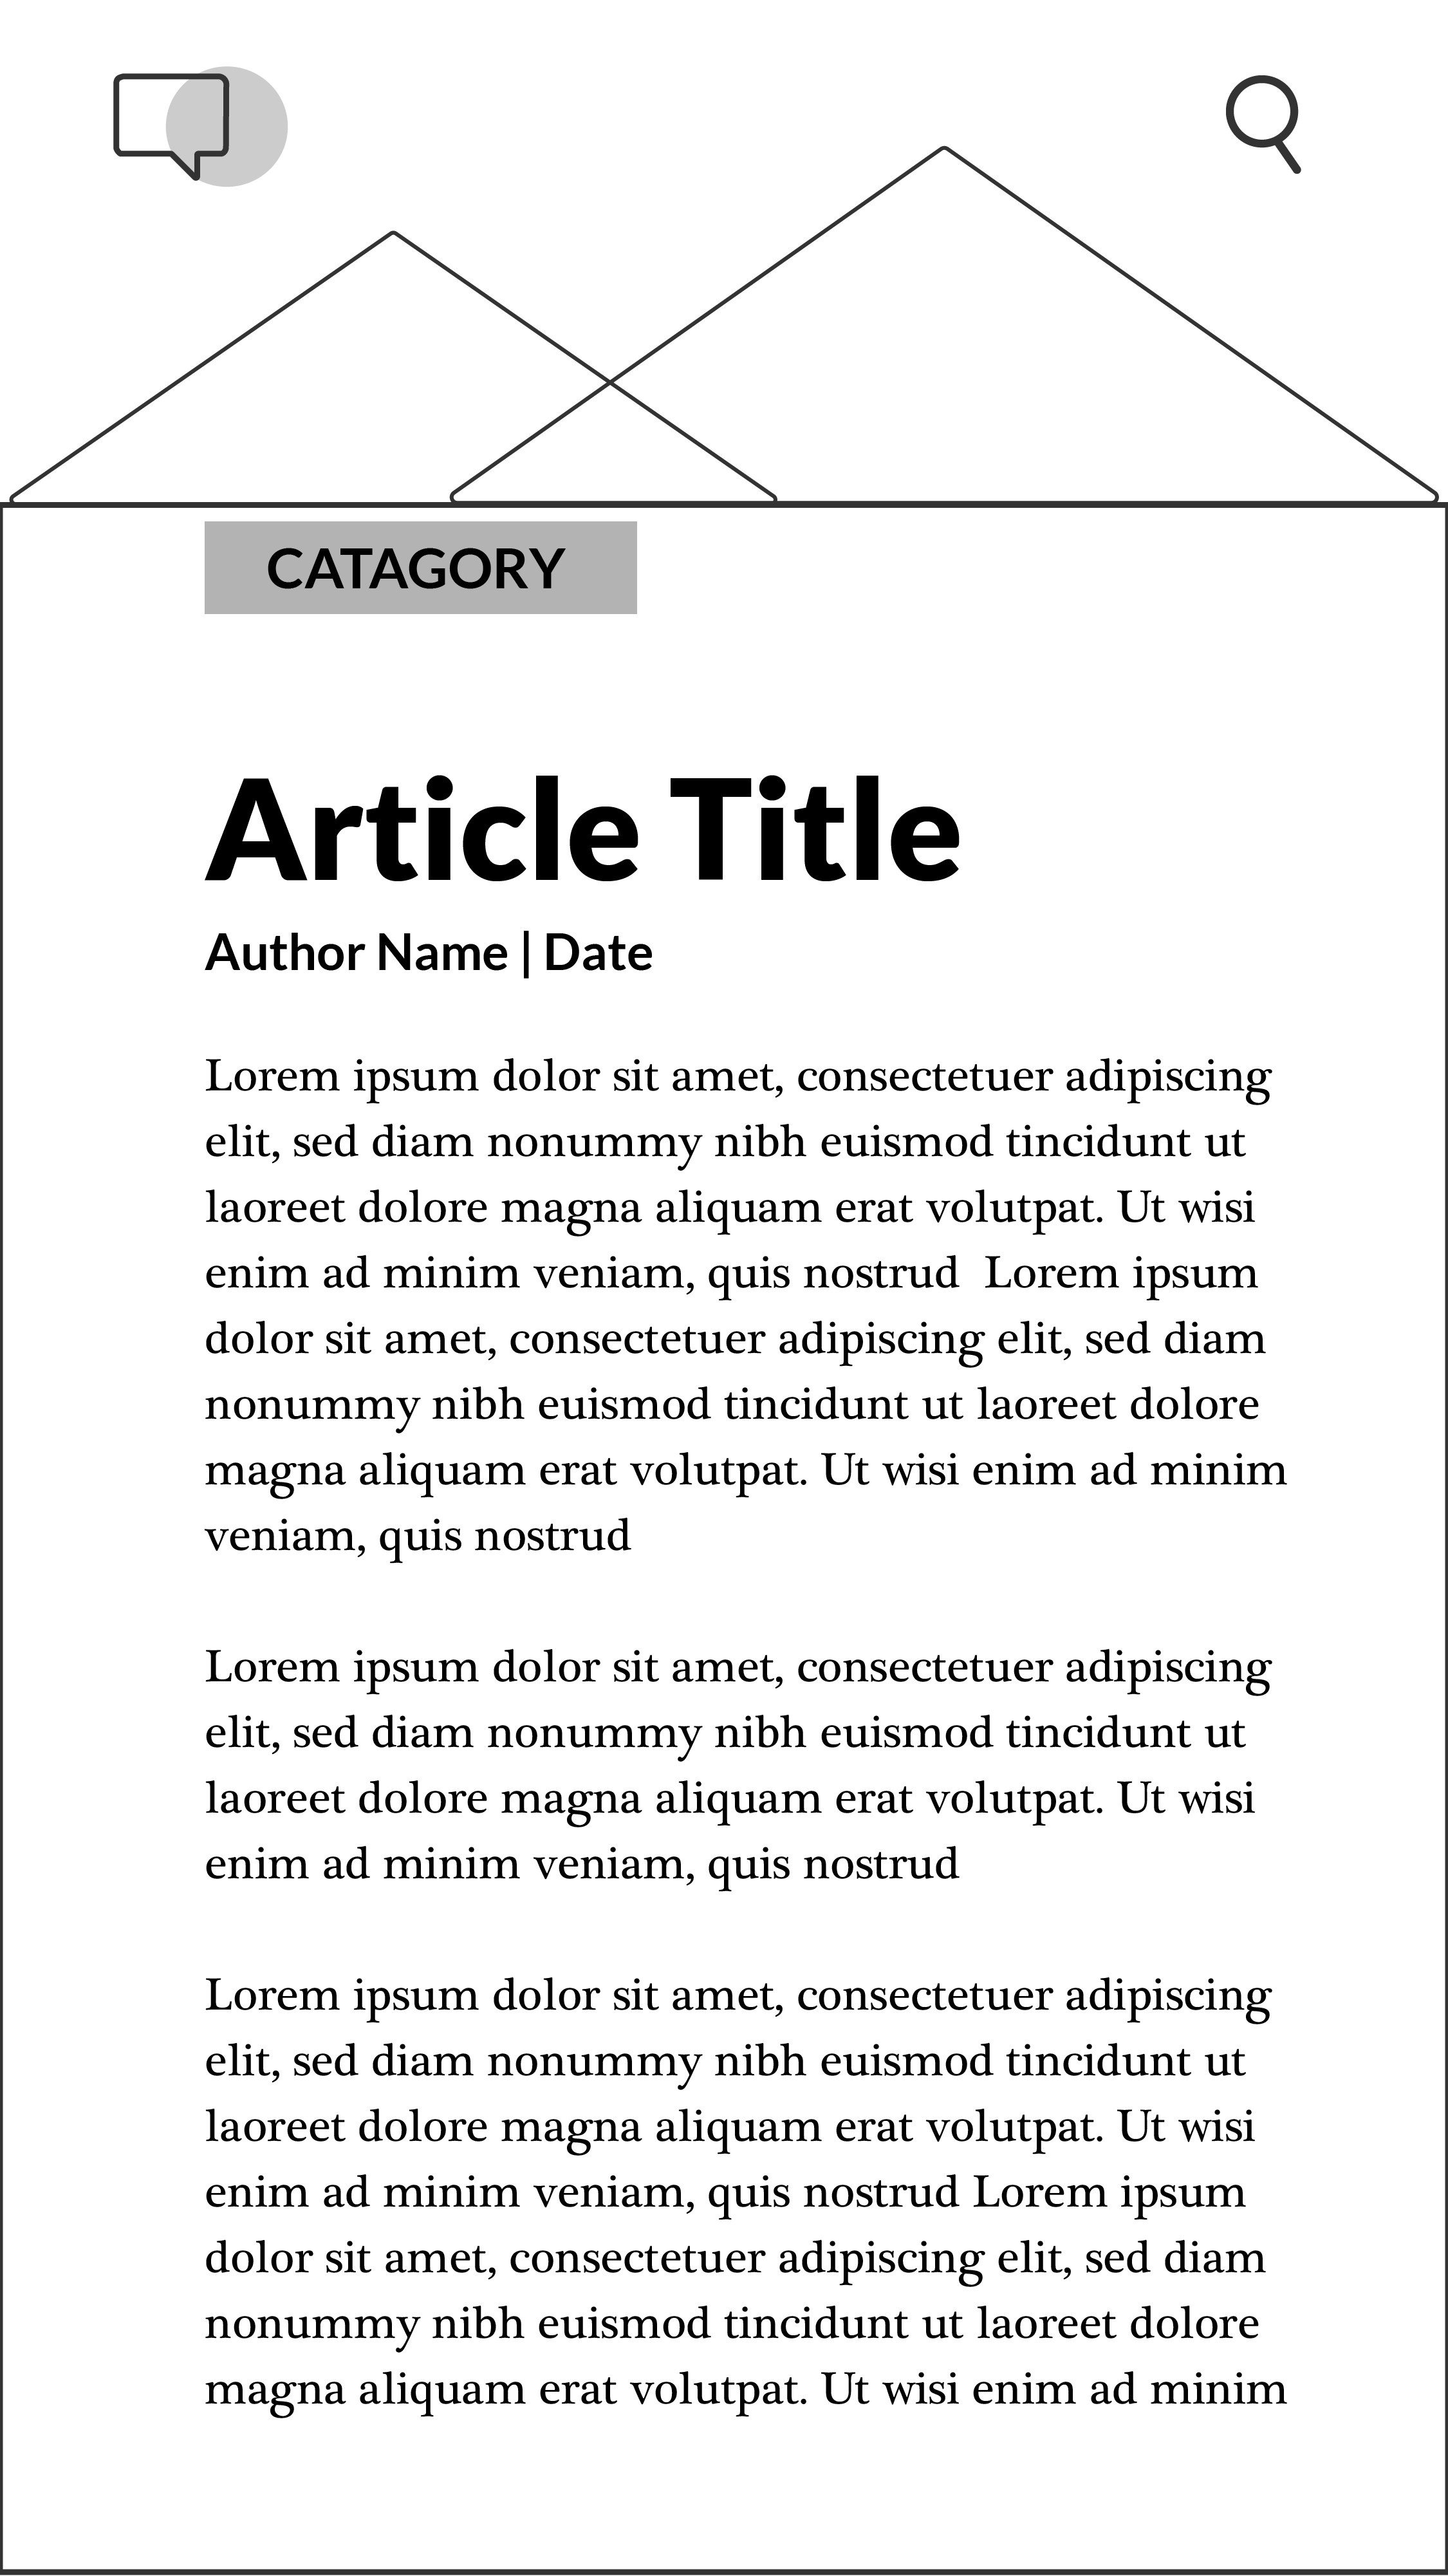 CATAGORY
Article Title
Author Name | Date
Lorem ipsum dolor sit amet, consectetuer adipiscing
elit, sed diam nonummy nibh euismod tincidunt ut
laoreet dolore magna aliquam erat volutpat. Ut wisi
enim ad minim veniam, quis nostrud  Lorem ipsum
dolor sit amet, consectetuer adipiscing elit, sed diam
nonummy nibh euismod tincidunt ut laoreet dolore
magna aliquam erat volutpat. Ut wisi enim ad minim
veniam, quis nostrud
Lorem ipsum dolor sit amet, consectetuer adipiscing
elit, sed diam nonummy nibh euismod tincidunt ut
laoreet dolore magna aliquam erat volutpat. Ut wisi
enim ad minim veniam, quis nostrud
Lorem ipsum dolor sit amet, consectetuer adipiscing
elit, sed diam nonummy nibh euismod tincidunt ut
laoreet dolore magna aliquam erat volutpat. Ut wisi
enim ad minim veniam, quis nostrud Lorem ipsum
dolor sit amet, consectetuer adipiscing elit, sed diam
nonummy nibh euismod tincidunt ut laoreet dolore
magna aliquam erat volutpat. Ut wisi enim ad minim